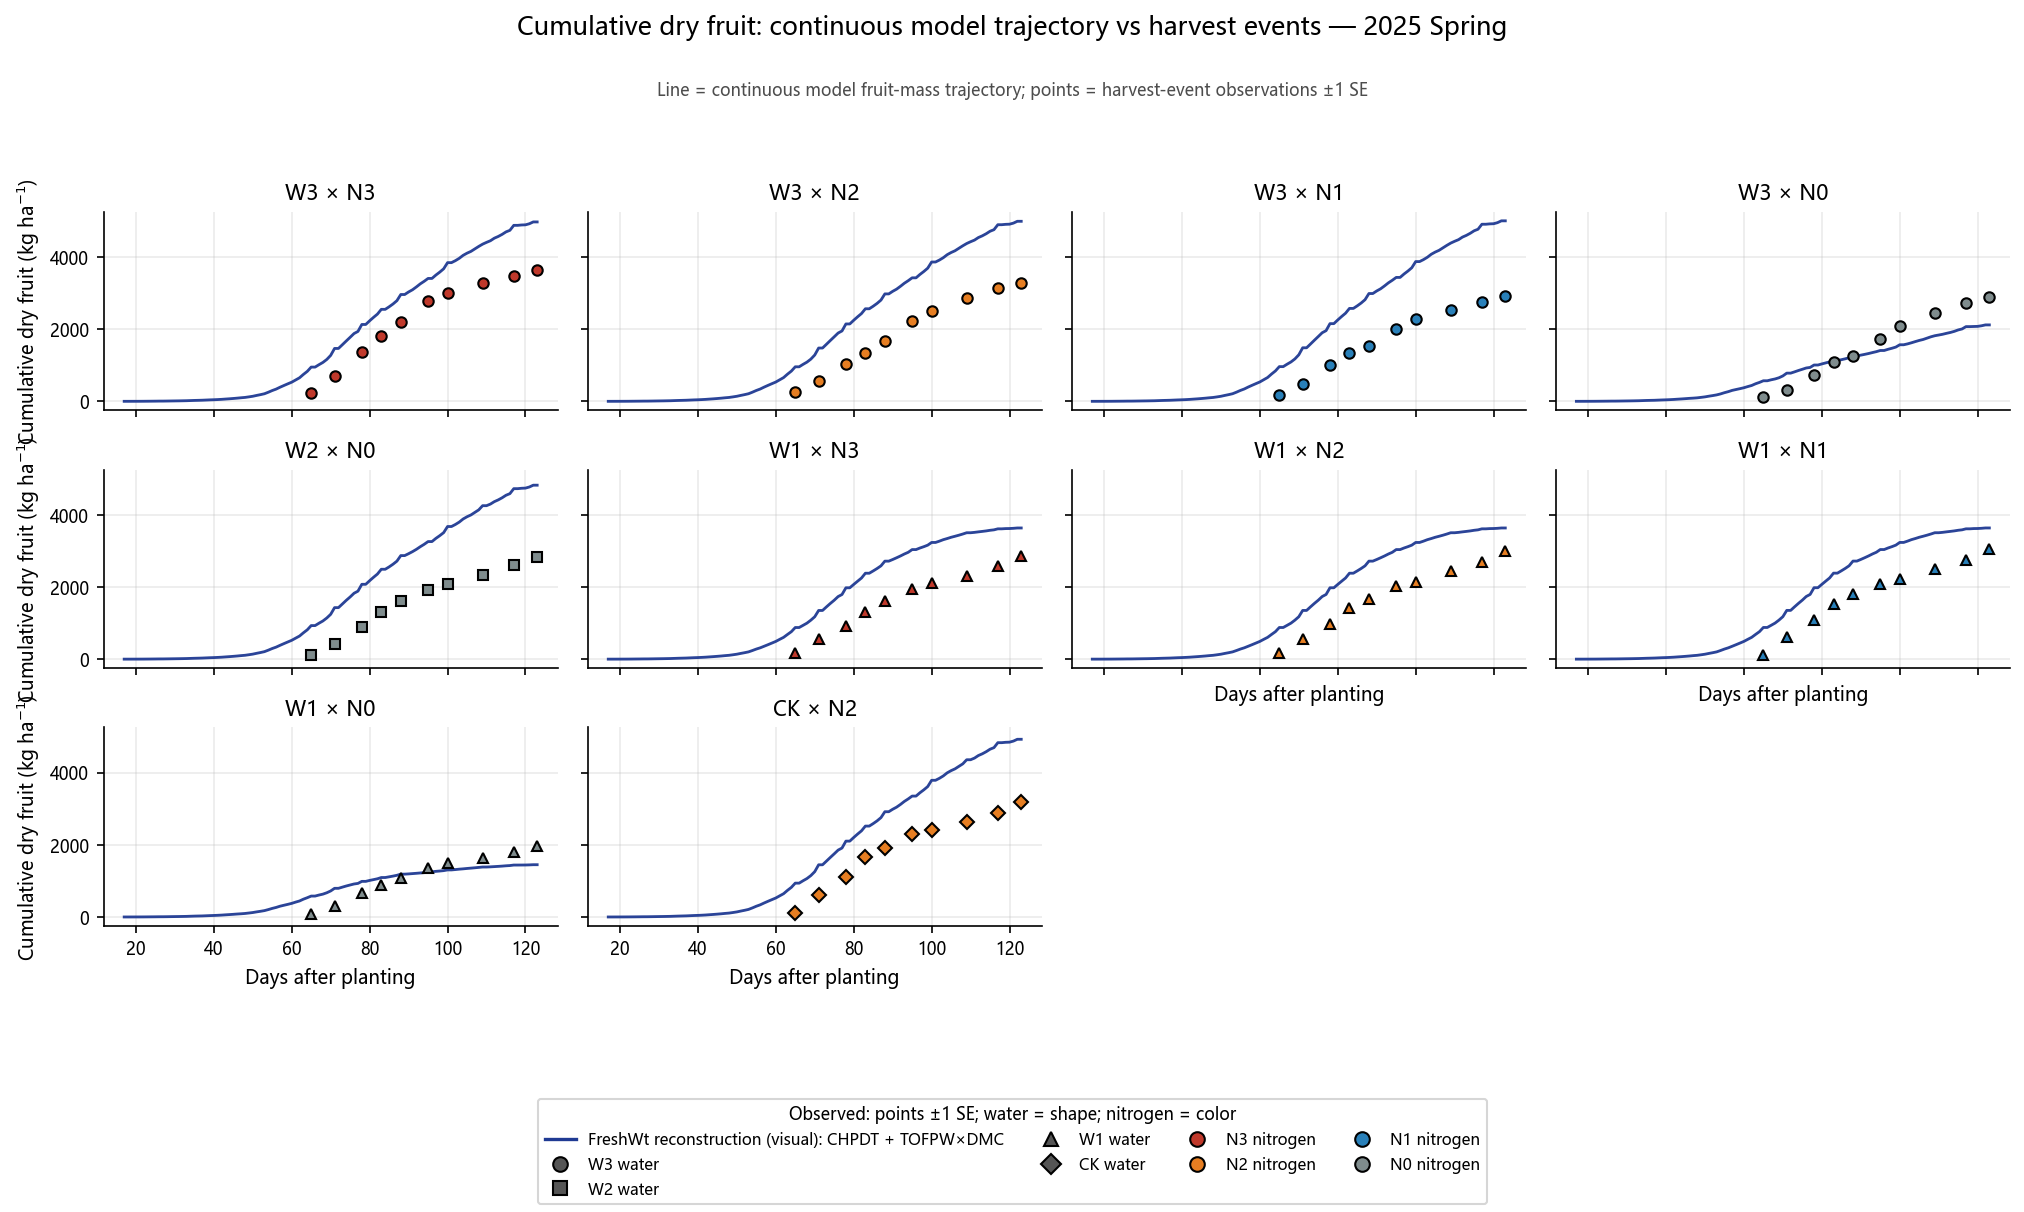 Cumulative dry fruit: continuous model trajectory vs harvest events — 2025 Spring
Line = continuous model fruit-mass trajectory; points = harvest-event observations ±1 SE
W3 × N3
W3 × N2
W3 × N1
W3 × N0
Cumulative dry fruit (kg ha⁻¹)
4000
2000
0
W2 × N0
W1 × N3
W1 × N2
W1 × N1
Cumulative dry fruit (kg ha⁻¹)
4000
2000
0
Days after planting
Days after planting
W1 × N0
CK × N2
Cumulative dry fruit (kg ha⁻¹)
4000
2000
0
20 40 60 80 100 120
20 40 60 80 100 120
Days after planting
Days after planting
Observed: points ±1 SE; water = shape; nitrogen = color
FreshWt reconstruction (visual): CHPDT + TOFPW×DMC
W3 water
W2 water
W1 water
CK water
N3 nitrogen
N2 nitrogen
N1 nitrogen
N0 nitrogen